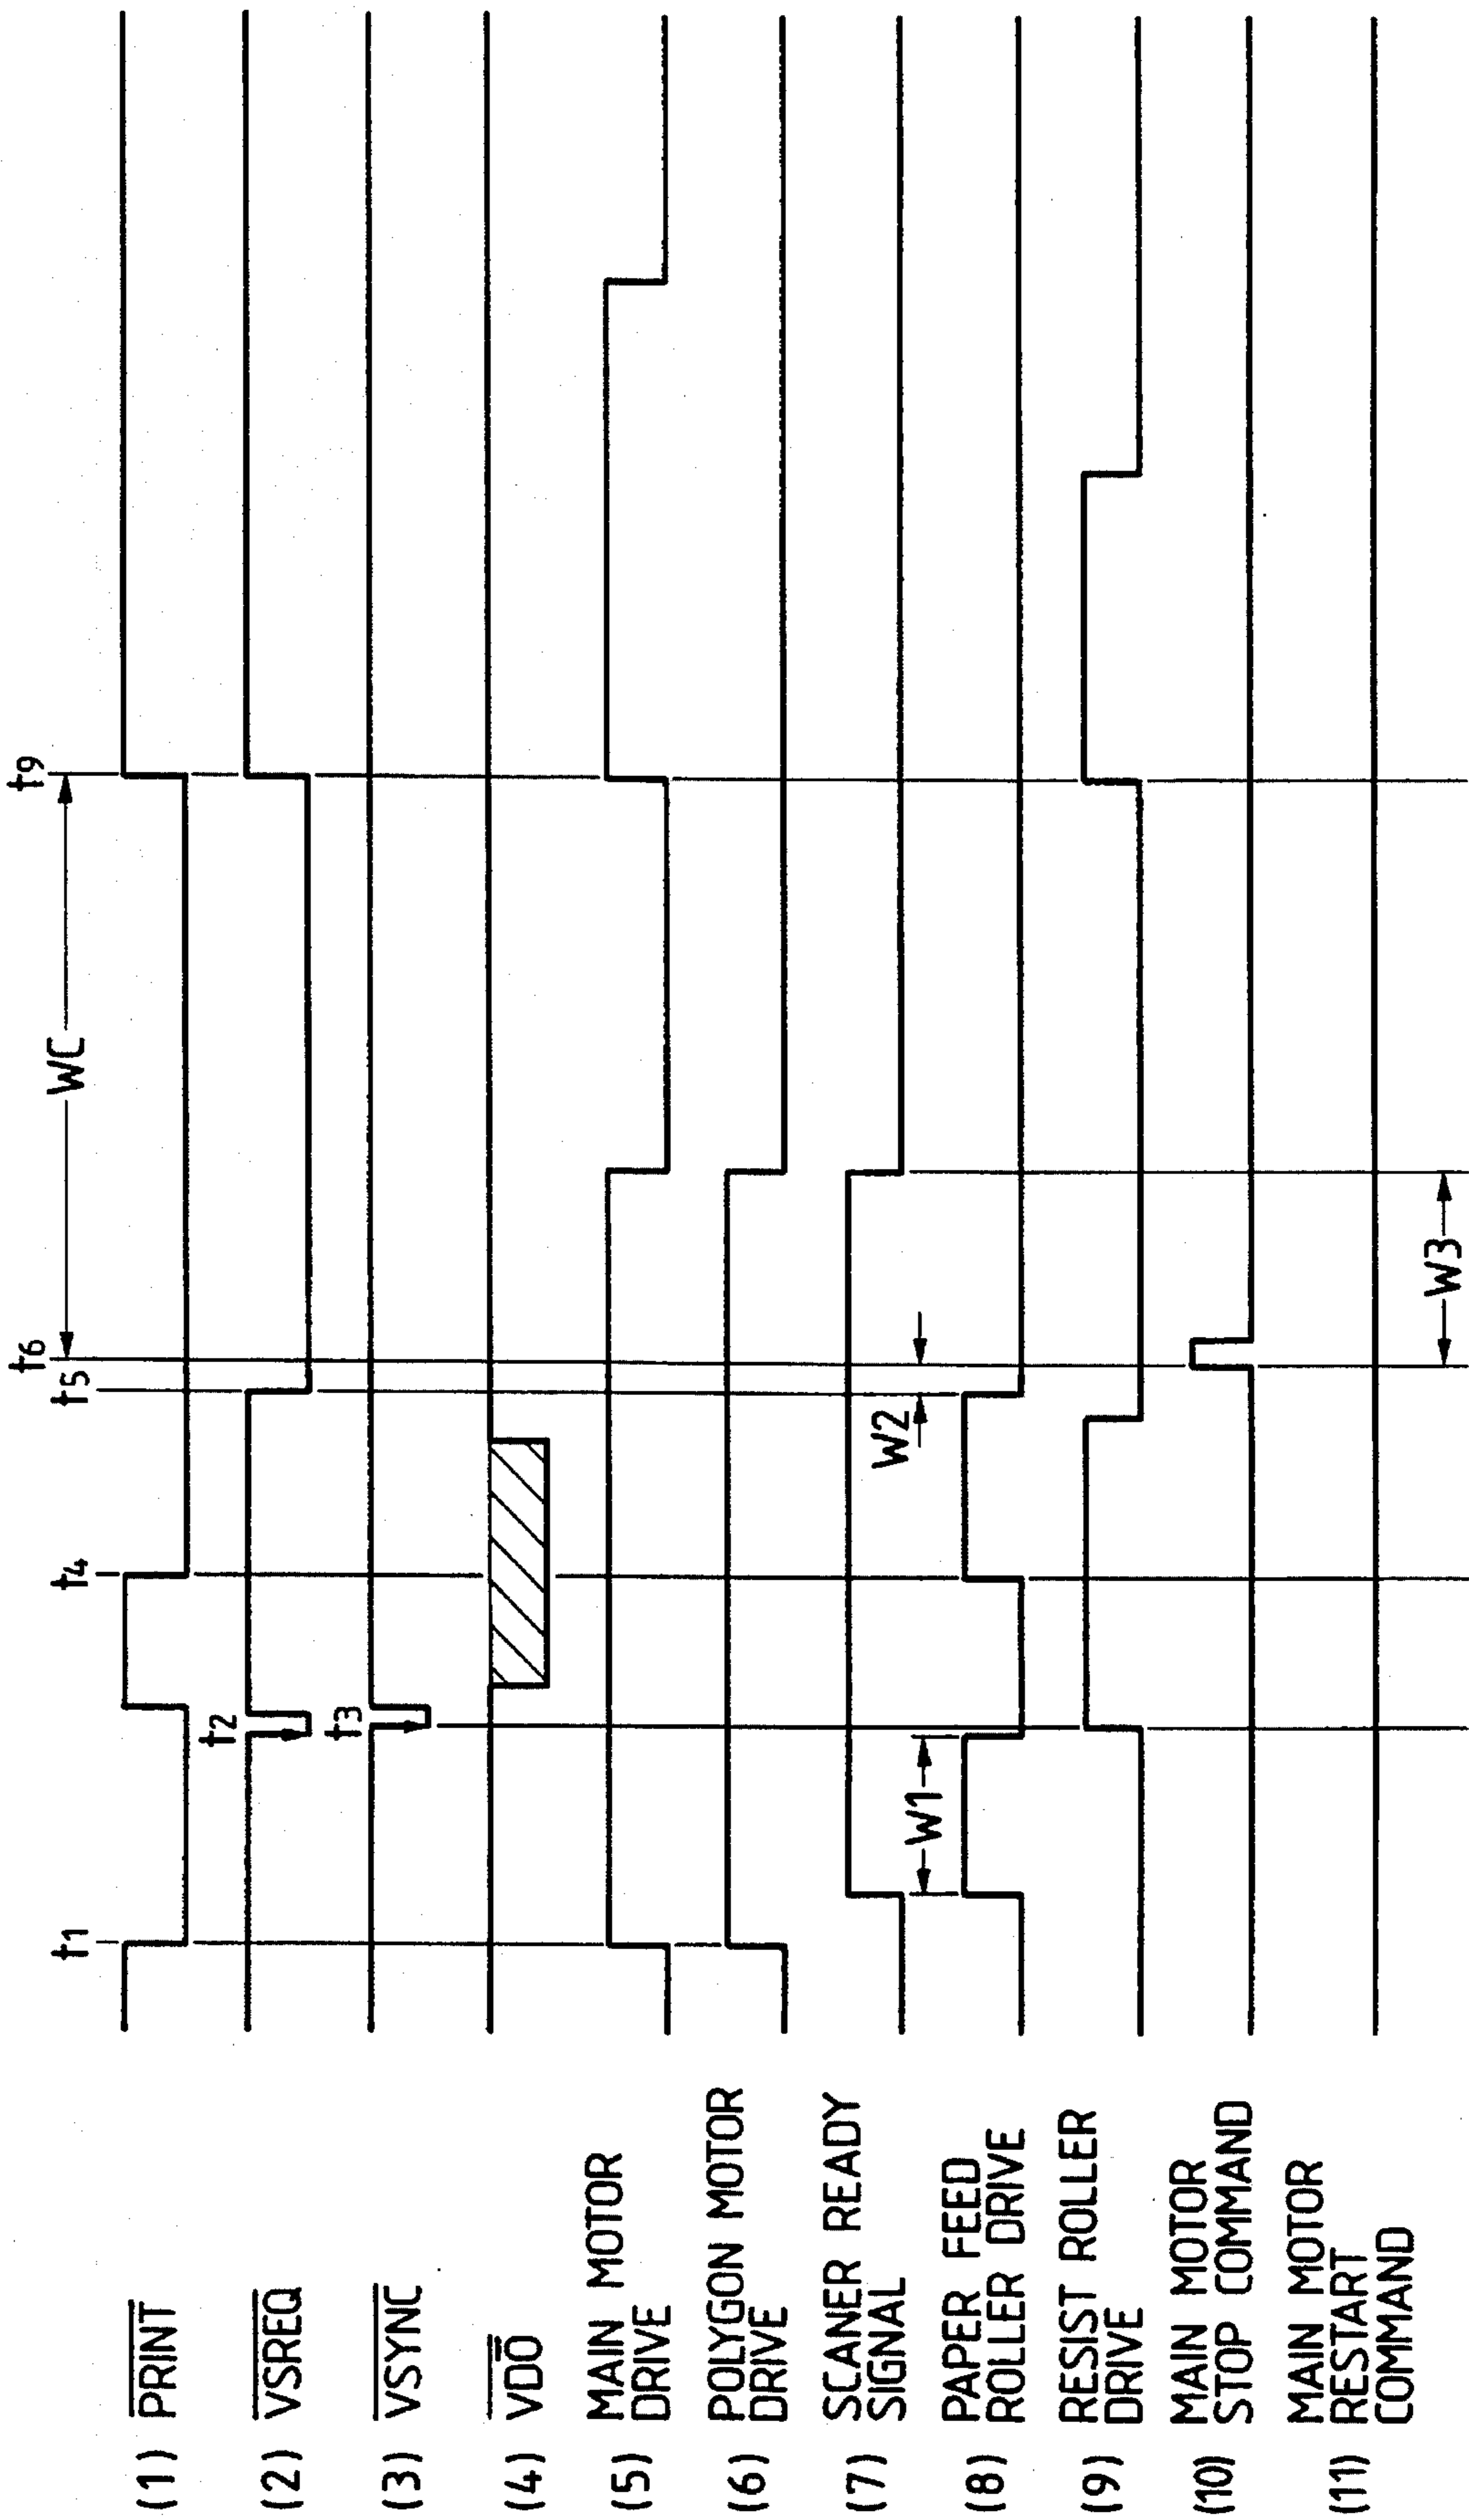 (1) PRINT
(2) VSREQ
(3) VSYNC
(4) VDO
(5) MAIN MOTOR
DRIVE
(6) POLYGON MOTOR
DRIVE
(7) SCANER READY
SIGNAL
(8) PAPER FEED
ROLLER DRIVE
(9) RESIST ROLLER
DRIVE
(10) MAIN MOTOR
STOP COMMAND
(11) MAIN MOTOR
RESTART
COMMAND
t1
t2
t3
t4
t5
t6
t9
WC
W1
W2
W3